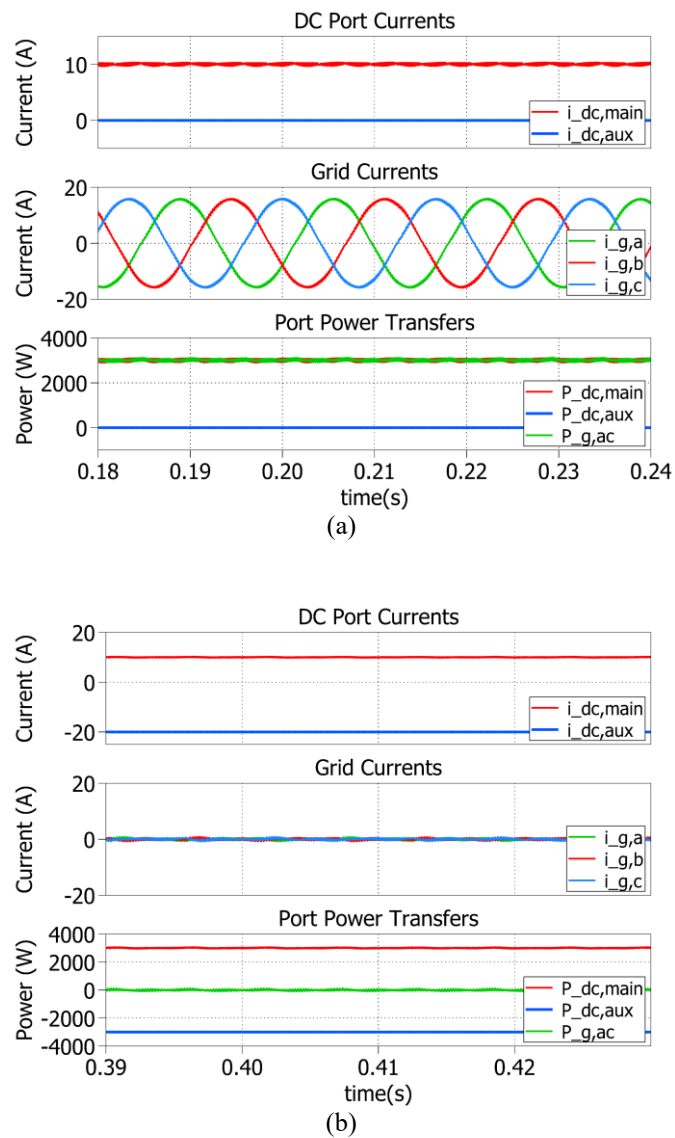 DC Port Currents
Current (A)
10
0
i_dc,main
i_dc,aux
Grid Currents
Current (A)
20
0
-20
i_g,a
i_g,b
i_g,c
Port Power Transfers
Power (W)
4000
2000
0
P_dc,main
P_dc,aux
P_g,ac
0.18 0.19 0.20 0.21 0.22 0.23 0.24
time(s)
(a)
DC Port Currents
Current (A)
20
0
-20
i_dc,main
i_dc,aux
Grid Currents
Current (A)
20
0
-20
i_g,a
i_g,b
i_g,c
Port Power Transfers
Power (W)
4000
2000
0
-2000
-4000
P_dc,main
P_dc,aux
P_g,ac
0.39 0.40 0.41 0.42
time(s)
(b)